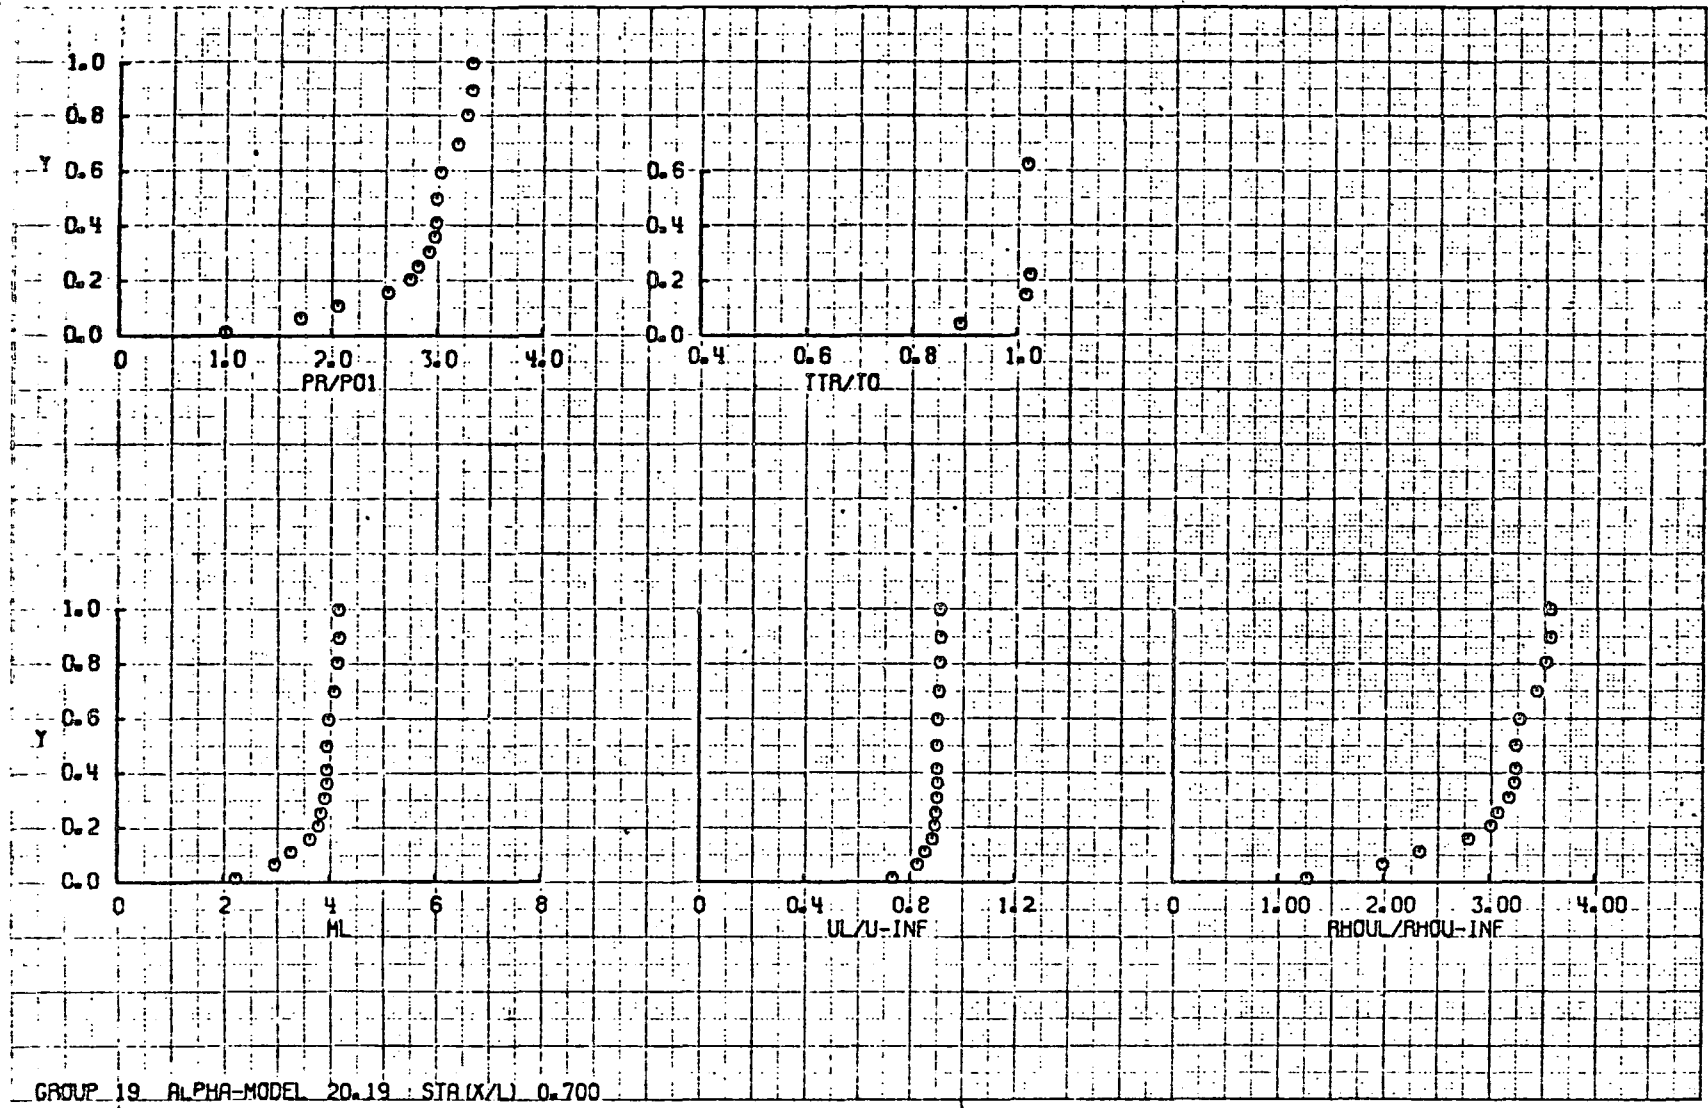 1.0
0.8
Y 0.6 0.6
0.4 0.4
0.2 0.2
0.0 0.0
0 1.0 2.0 3.0 4.0 0.4 0.6 0.8 1.0
PR/PO1 TTR/TO
1.0
0.8
0.6
Y
0.4
0.2
0.0
0 2 4 6 8 0 0.4 0.8 1.2 0 1.00 2.00 3.00 4.00
ML UL/U-INF RHOUL/RHOU-INF
GROUP 19 ALPHA-MODEL 20.19 STA(X/L) 0.700